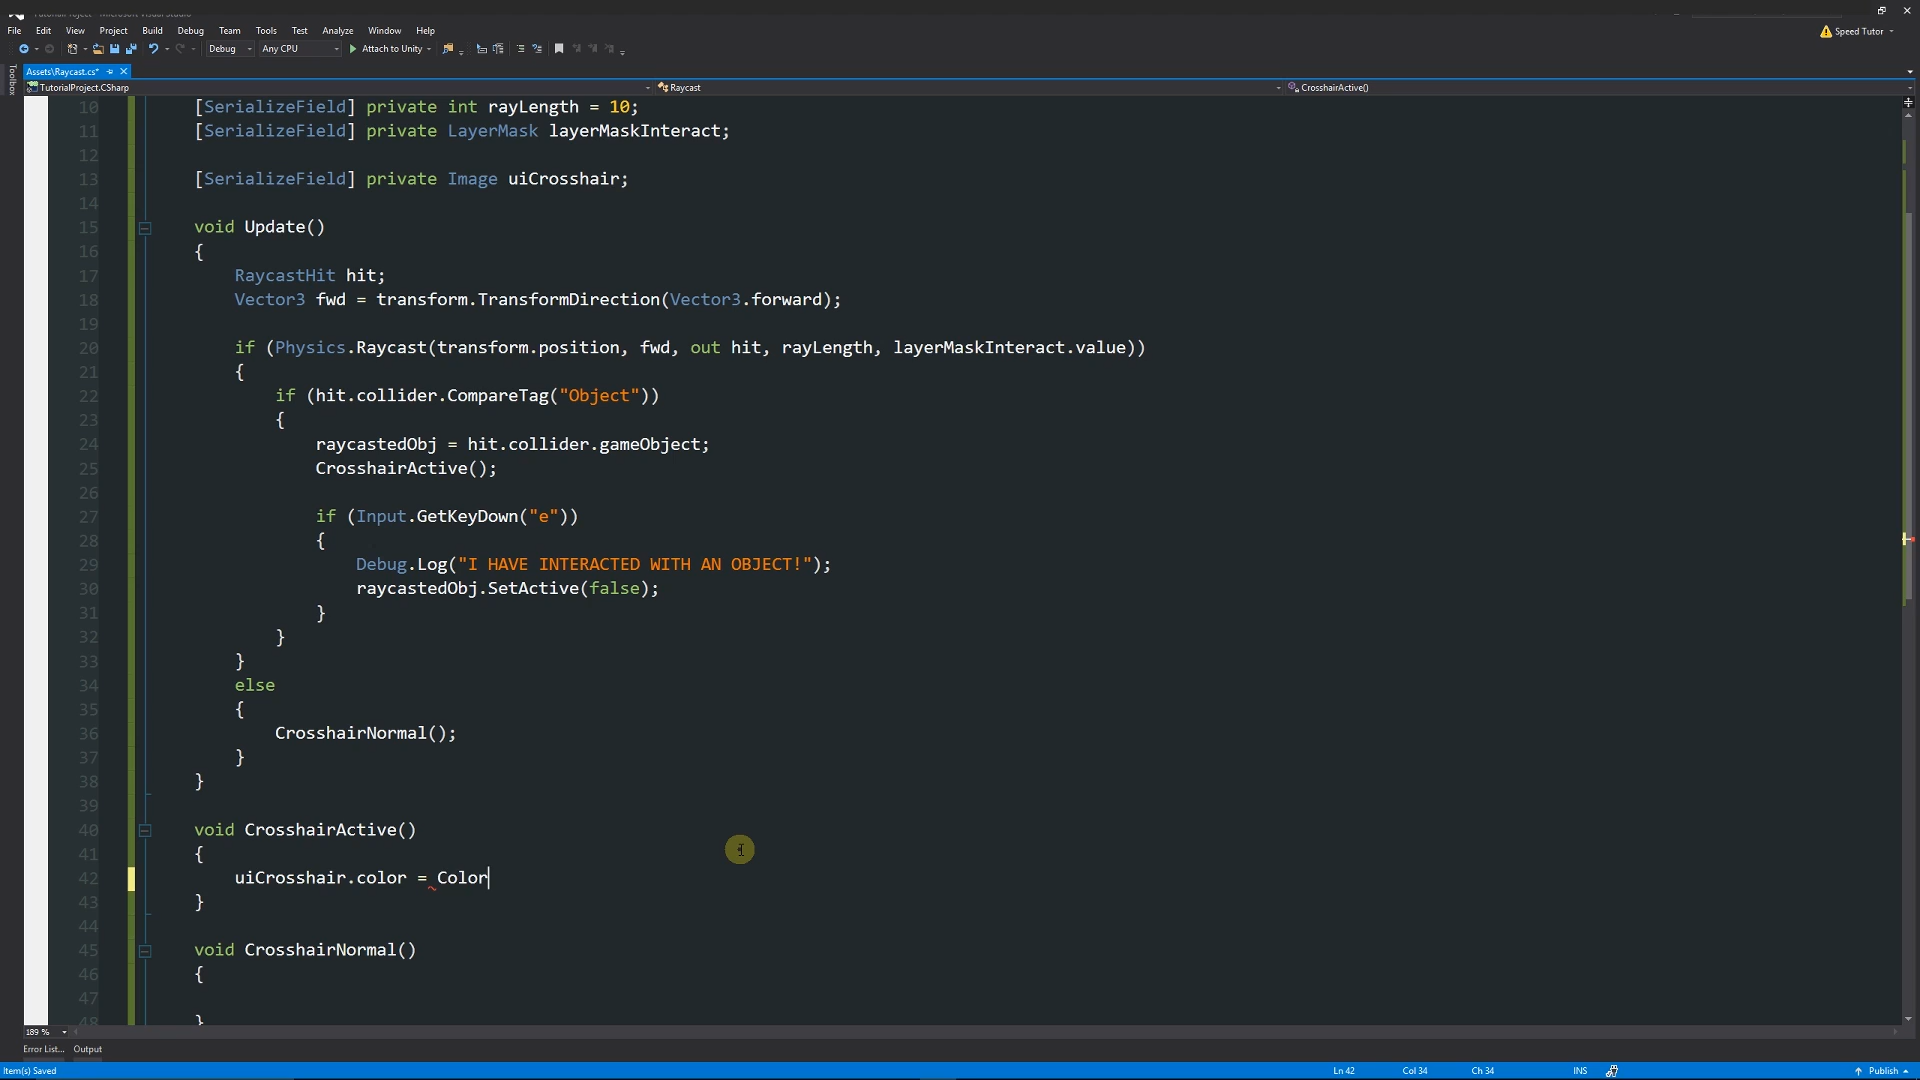 TutorialProject - Microsoft Visual Studio
File Edit View Project Build Debug Team Tools Test Analyze Window Help
Speed Tutor
Debug Any CPU Attach to Unity
Toolbox
Assets\Raycast.cs*
TutorialProject.CSharp Raycast CrosshairActive()
10 [SerializeField] private int rayLength = 10;
11 [SerializeField] private LayerMask layerMaskInteract;
12
13 [SerializeField] private Image uiCrosshair;
14
15 void Update()
16 {
17 RaycastHit hit;
18 Vector3 fwd = transform.TransformDirection(Vector3.forward);
19
20 if (Physics.Raycast(transform.position, fwd, out hit, rayLength, layerMaskInteract.value))
21 {
22 if (hit.collider.CompareTag("Object"))
23 {
24 raycastedObj = hit.collider.gameObject;
25 CrosshairActive();
26
27 if (Input.GetKeyDown("e"))
28 {
29 Debug.Log("I HAVE INTERACTED WITH AN OBJECT!");
30 raycastedObj.SetActive(false);
31 }
32 }
33 }
34 else
35 {
36 CrosshairNormal();
37 }
38 }
39
40 void CrosshairActive()
41 {
42 uiCrosshair.color = Color
43 }
44
45 void CrosshairNormal()
46 {
47
48 }
189 %
Error List... Output
Item(s) Saved Ln 42 Col 34 Ch 34 INS Publish